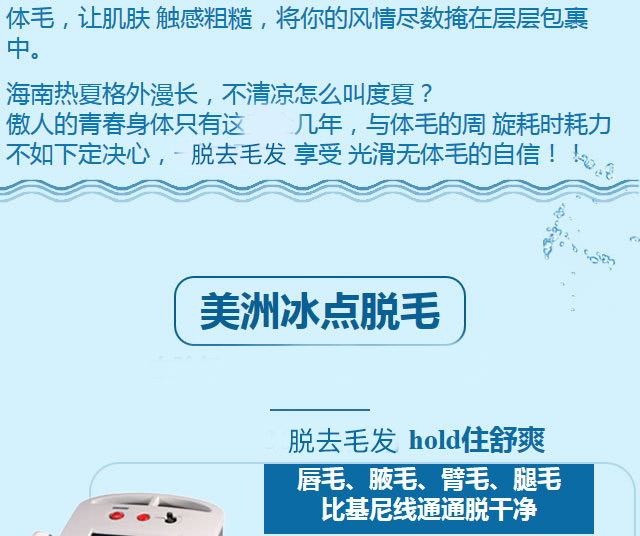 体毛，让肌肤 触感粗糙，将你的风情尽数掩在层层包裹
中。
海南热夏格外漫长，不清凉怎么叫度夏？
傲人的青春身体只有这 几年，与体毛的周 旋耗时耗力
不如下定决心，一脱去毛发 享受 光滑无体毛的自信！！
美洲冰点脱毛
脱去毛发 hold住舒爽
唇毛、腋毛、臂毛、腿毛
比基尼线通通脱干净